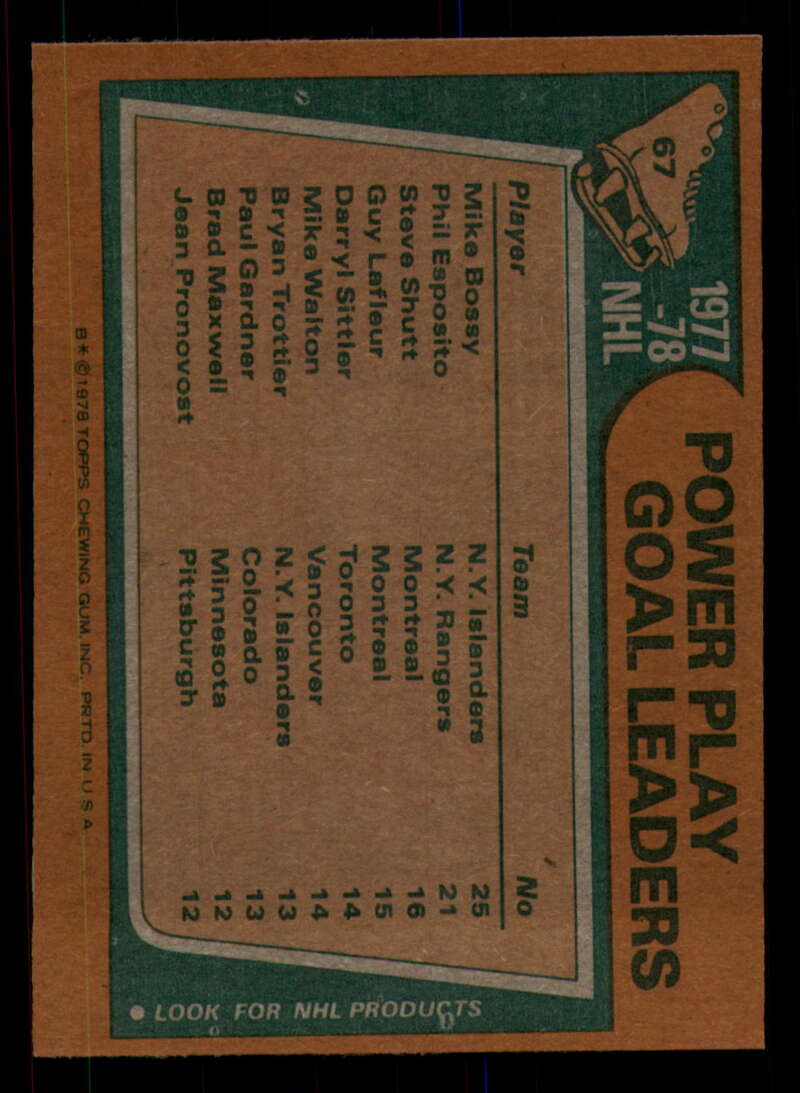 67
1977
-78
NHL
POWER PLAY
GOAL LEADERS
Player Team No
Mike Bossy N.Y. Islanders 25
Phil Esposito N.Y. Rangers 21
Steve Shutt Montreal 16
Guy Lafleur Montreal 15
Darryl Sittler Toronto 14
Mike Walton Vancouver 14
Bryan Trottier N.Y. Islanders 13
Paul Gardner Colorado 13
Brad Maxwell Minnesota 12
Jean Pronovost Pittsburgh 12
● LOOK FOR NHL PRODUCTS
B* © 1978 TOPPS CHEWING GUM, INC. PRTD. IN U S A